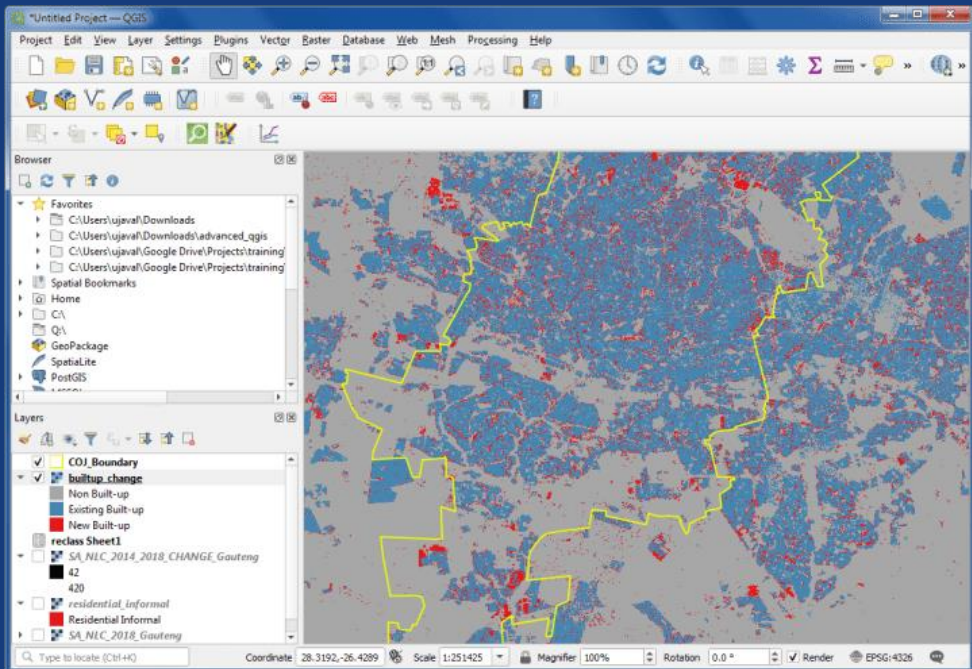 *Untitled Project — QGIS
Project Edit View Layer Settings Plugins Vector Raster Database Web Mesh Processing Help
Browser
Favorites
C:\Users\ujaval\Downloads
C:\Users\ujaval\Downloads\advanced_qgis
C:\Users\ujaval\Google Drive\Projects\training
C:\Users\ujaval\Google Drive\Projects\training
Spatial Bookmarks
Home
C:\
Q:\
GeoPackage
SpatiaLite
PostGIS
Layers
COJ_Boundary
builtup_change
Non Built-up
Existing Built-up
New Built-up
reclass Sheet1
SA_NLC_2014_2018_CHANGE_Gauteng
42
420
residential_informal
Residential Informal
SA_NLC_2018_Gauteng
Type to locate (Ctrl+K) Coordinate 28.3192,-26.4289 Scale 1:251425 Magnifier 100% Rotation 0.0 ° Render EPSG:4326